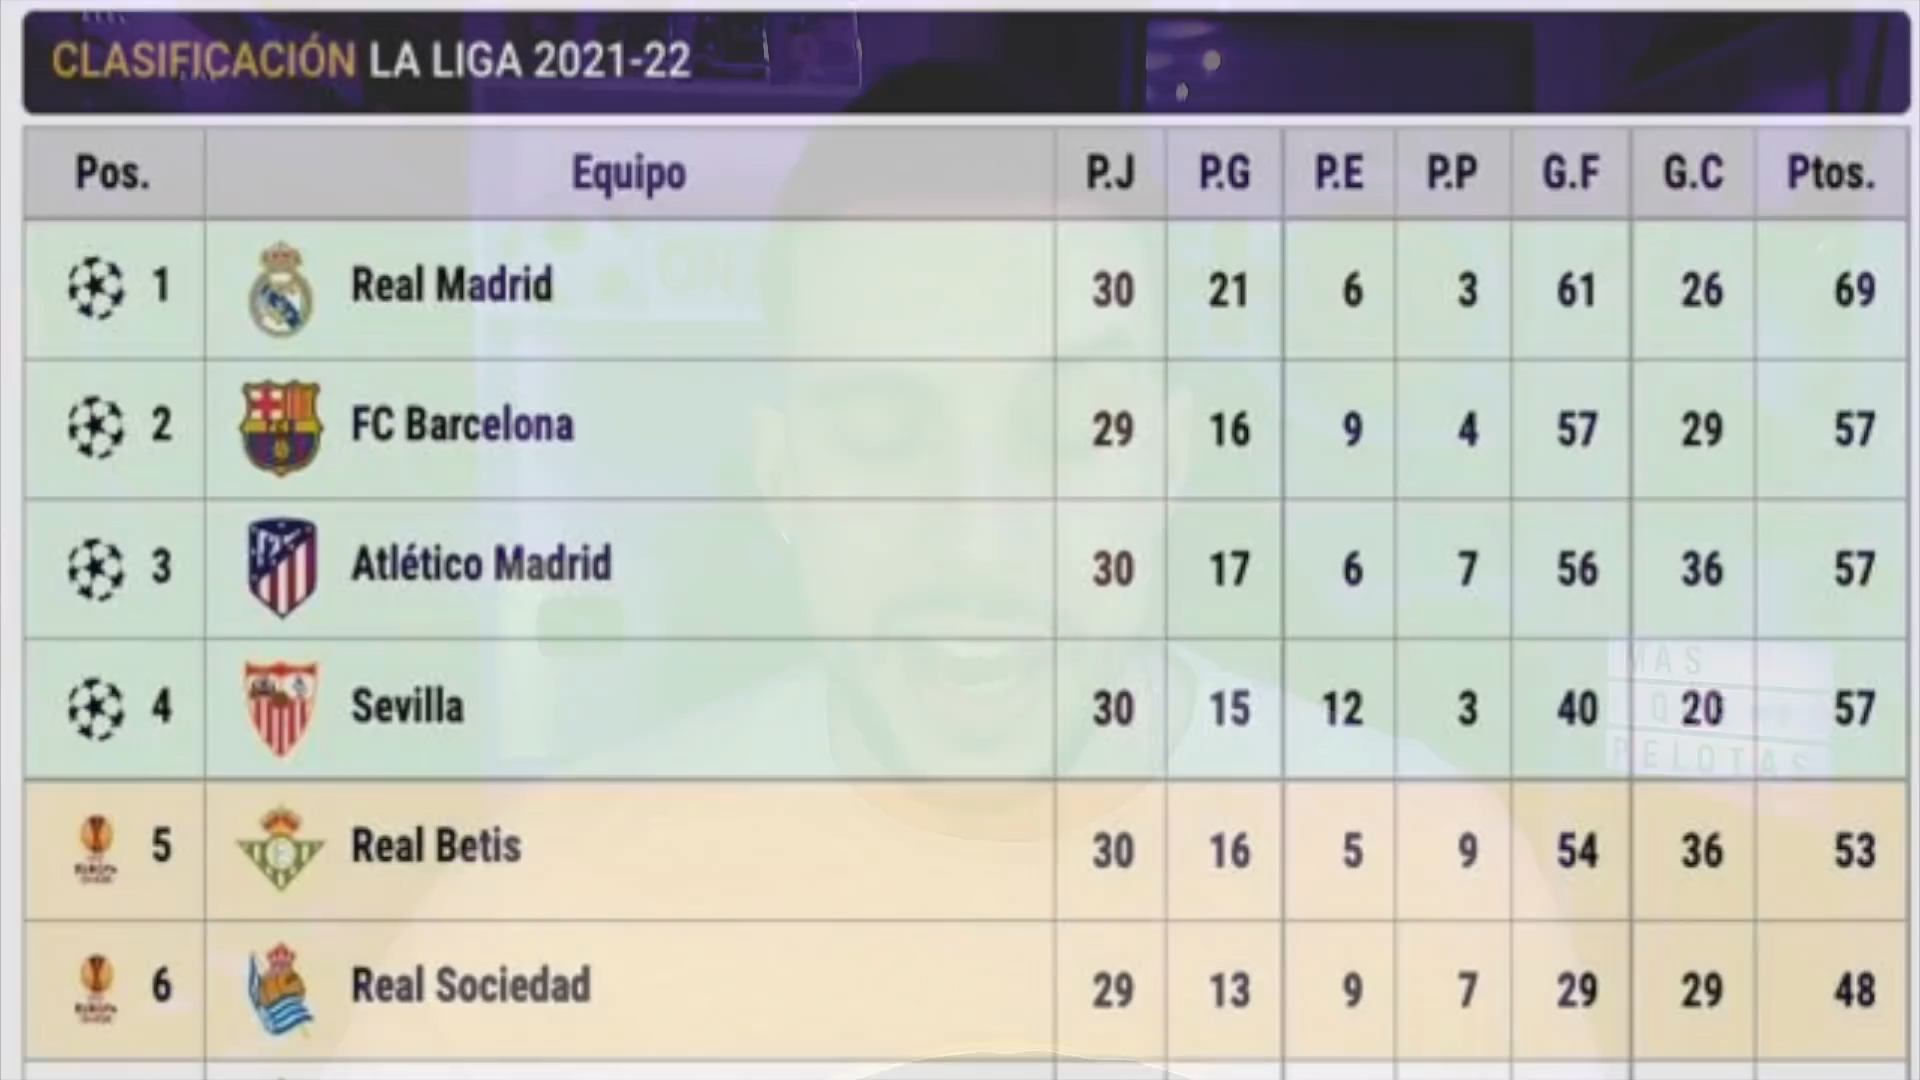 CLASIFICACIÓN LA LIGA 2021-22
Pos. Equipo P.J P.G P.E P.P G.F G.C Ptos.
1 Real Madrid 30 21 6 3 61 26 69
2 FC Barcelona 29 16 9 4 57 29 57
3 Atlético Madrid 30 17 6 7 56 36 57
4 Sevilla 30 15 12 3 40 20 57
5 Real Betis 30 16 5 9 54 36 53
6 Real Sociedad 29 13 9 7 29 29 48
MAS
QUE
PELOTAS